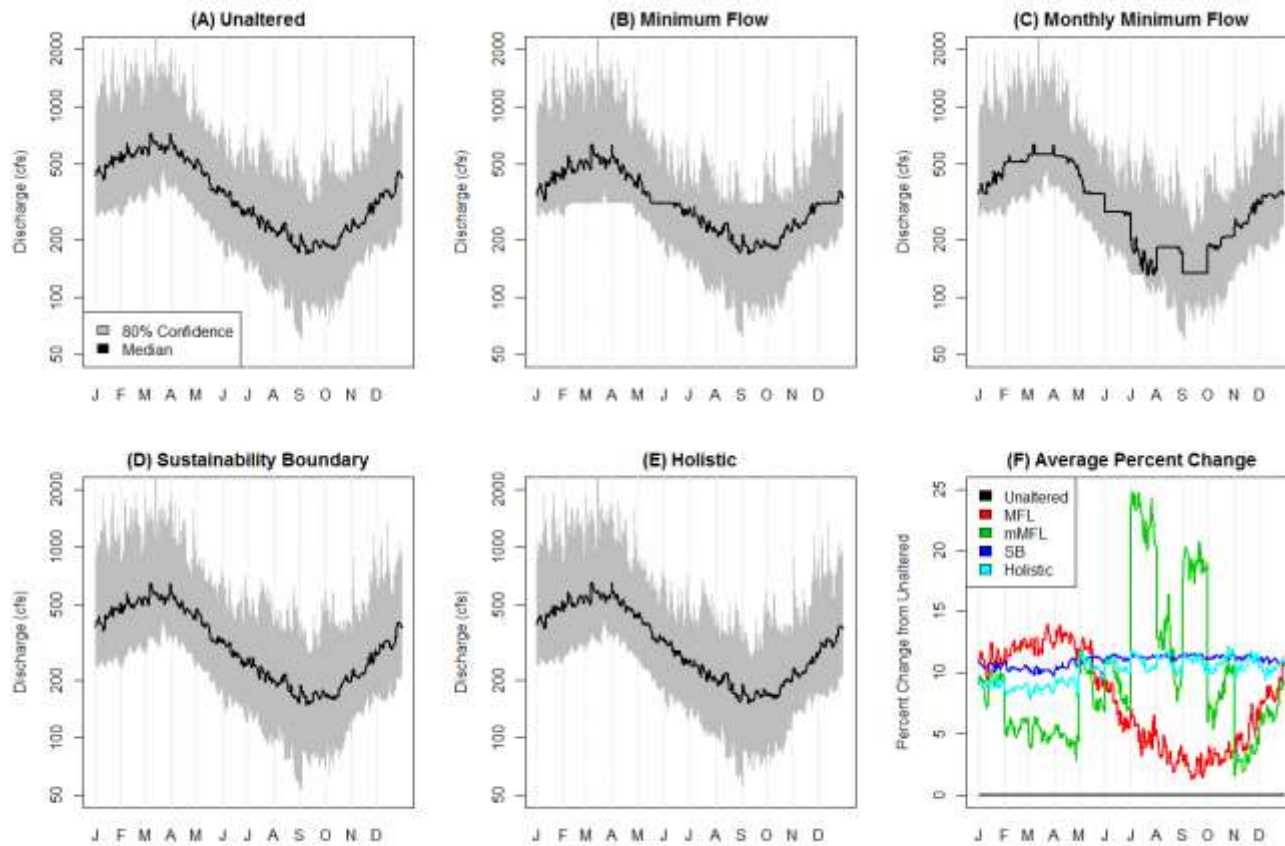 (A) Unaltered
Discharge (cfs)
2000
1000
500
200
100
50
80% Confidence
Median
J F M A M J J A S O N D
(B) Minimum Flow
Discharge (cfs)
2000
1000
500
200
100
50
J F M A M J J A S O N D
(C) Monthly Minimum Flow
Discharge (cfs)
2000
1000
500
200
100
50
J F M A M J J A S O N D
(D) Sustainability Boundary
Discharge (cfs)
2000
1000
500
200
100
50
J F M A M J J A S O N D
(E) Holistic
Discharge (cfs)
2000
1000
500
200
100
50
J F M A M J J A S O N D
(F) Average Percent Change
Percent Change from Unaltered
25
20
15
10
5
0
Unaltered
MFL
mMFL
SB
Holistic
J F M A M J J A S O N D